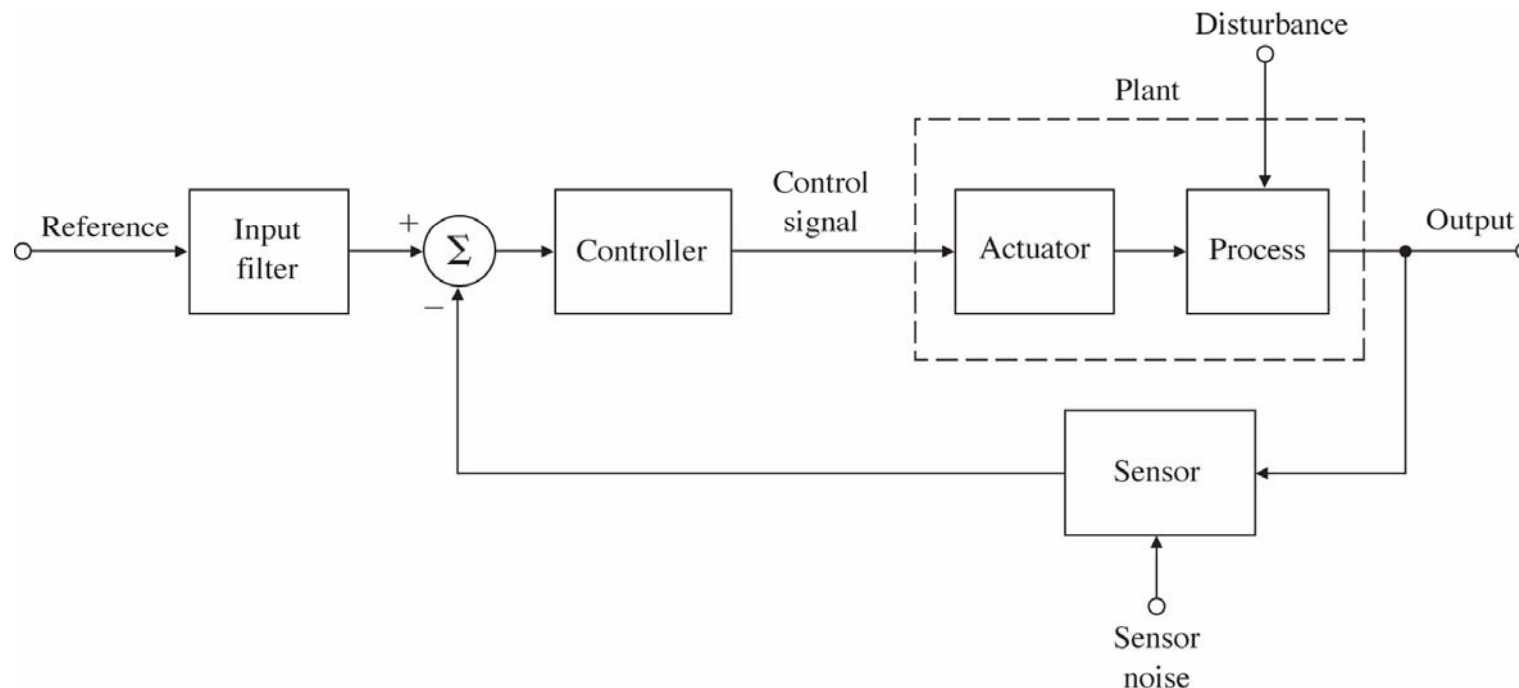 Disturbance
Plant
Reference
Input
filter
+
Σ
−
Controller
Control
signal
Actuator
Process
Output
Sensor
Sensor
noise